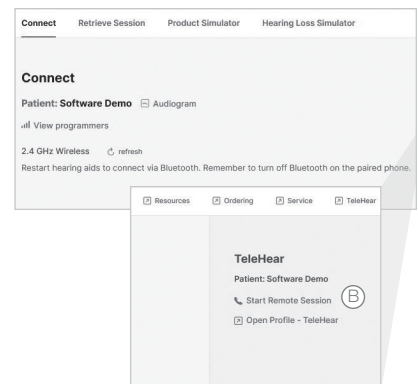 Connect Retrieve Session Product Simulator Hearing Loss Simulator
Connect
Patient: Software Demo Audiogram
View programmers
2.4 GHz Wireless refresh
Restart hearing aids to connect via Bluetooth. Remember to turn off Bluetooth on the paired phone.
Resources Ordering Service TeleHear
TeleHear
Patient: Software Demo
Start Remote Session B
Open Profile - TeleHear